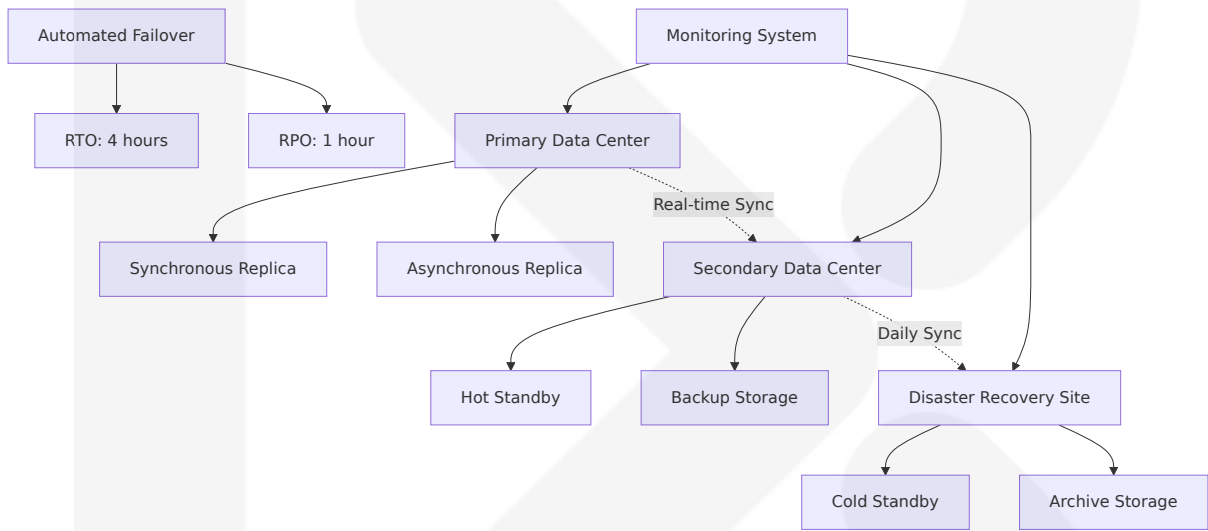 Automated Failover
Monitoring System
RTO: 4 hours
RPO: 1 hour
Primary Data Center
Real-time Sync
Synchronous Replica
Asynchronous Replica
Secondary Data Center
Daily Sync
Hot Standby
Backup Storage
Disaster Recovery Site
Cold Standby
Archive Storage